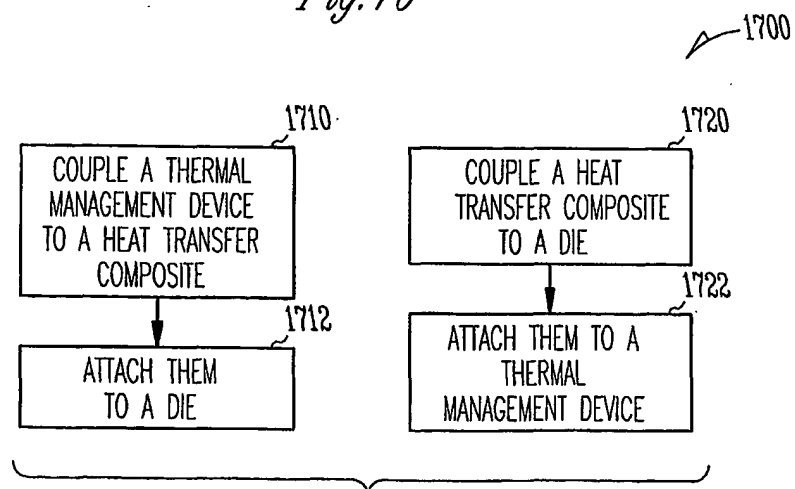 1700
1710
COUPLE A THERMAL
MANAGEMENT DEVICE
TO A HEAT TRANSFER
COMPOSITE
1712
ATTACH THEM
TO A DIE
1720
COUPLE A HEAT
TRANSFER COMPOSITE
TO A DIE
1722
ATTACH THEM TO A
THERMAL
MANAGEMENT DEVICE